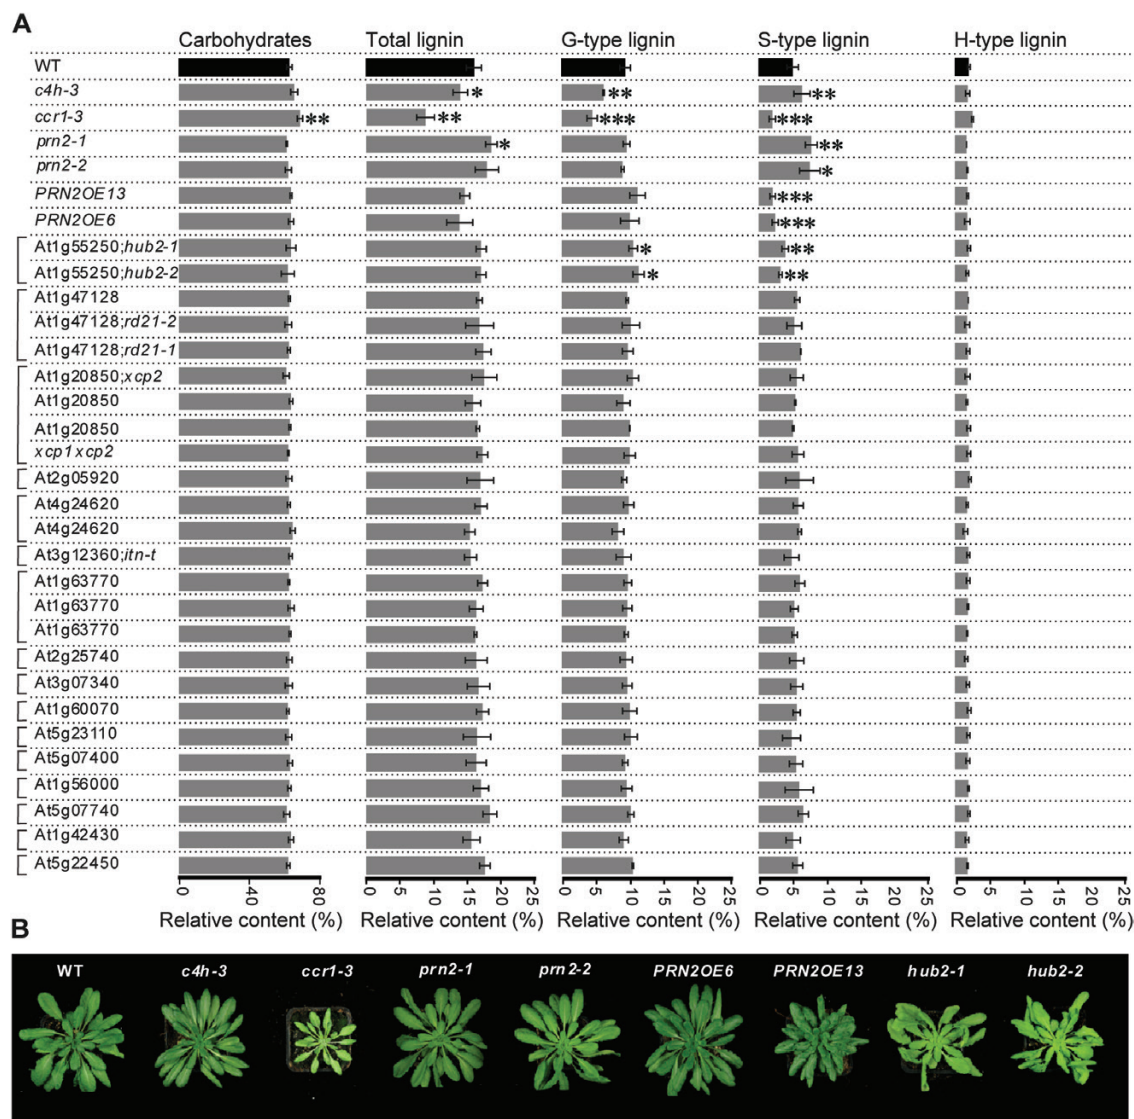 A
Carbohydrates Total lignin G-type lignin S-type lignin H-type lignin
WT
c4h-3 * ** **
ccr1-3 ** ** *** ***
prn2-1 * **
prn2-2 *
PRN2OE13 ***
PRN2OE6 ***
At1g55250;hub2-1 * **
At1g55250;hub2-2 * **
At1g47128
At1g47128;rd21-2
At1g47128;rd21-1
At1g20850;xcp2
At1g20850
At1g20850
xcp1xcp2
At2g05920
At4g24620
At4g24620
At3g12360;itn-t
At1g63770
At1g63770
At1g63770
At2g25740
At3g07340
At1g60070
At5g23110
At5g07400
At1g56000
At5g07740
At1g42430
At5g22450
0 40 80 0 5 10 15 20 25 0 5 10 15 20 25 0 5 10 15 20 25 0 5 10 15 20 25
Relative content (%) Relative content (%) Relative content (%) Relative content (%) Relative content (%)
B
WT c4h-3 ccr1-3 prn2-1 prn2-2 PRN2OE6 PRN2OE13 hub2-1 hub2-2